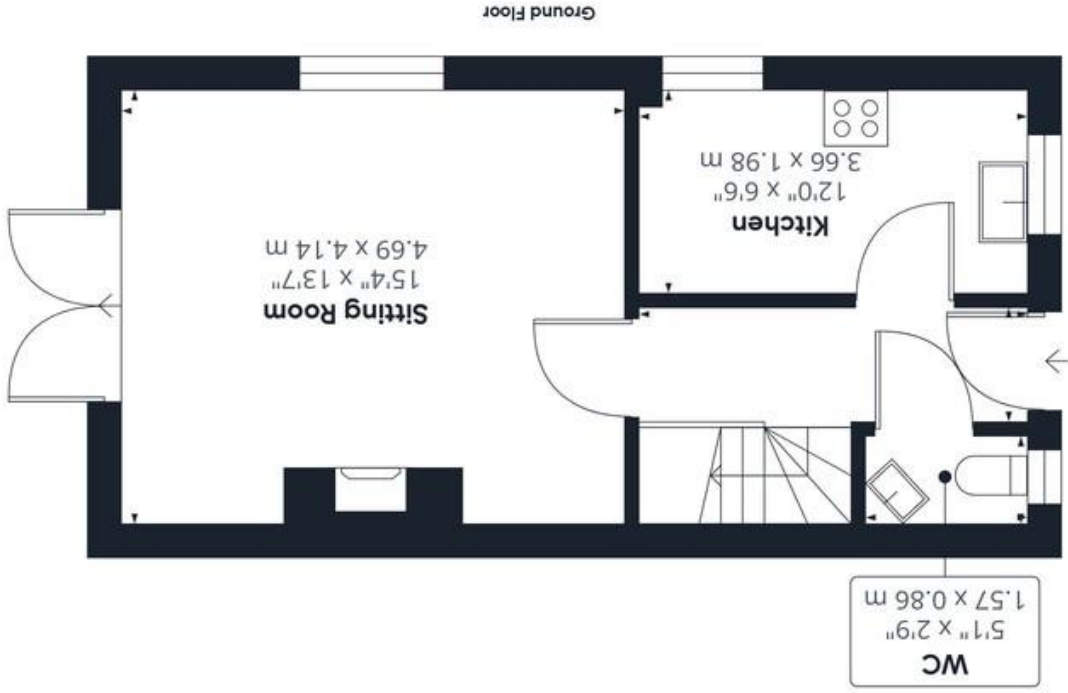 WC
5'1" x 2'9"
1.57 x 0.86 m
Sitting Room
15'4" x 13'7"
4.69 x 4.14 m
Kitchen
12'0" x 6'6"
3.66 x 1.98 m
Ground Floor